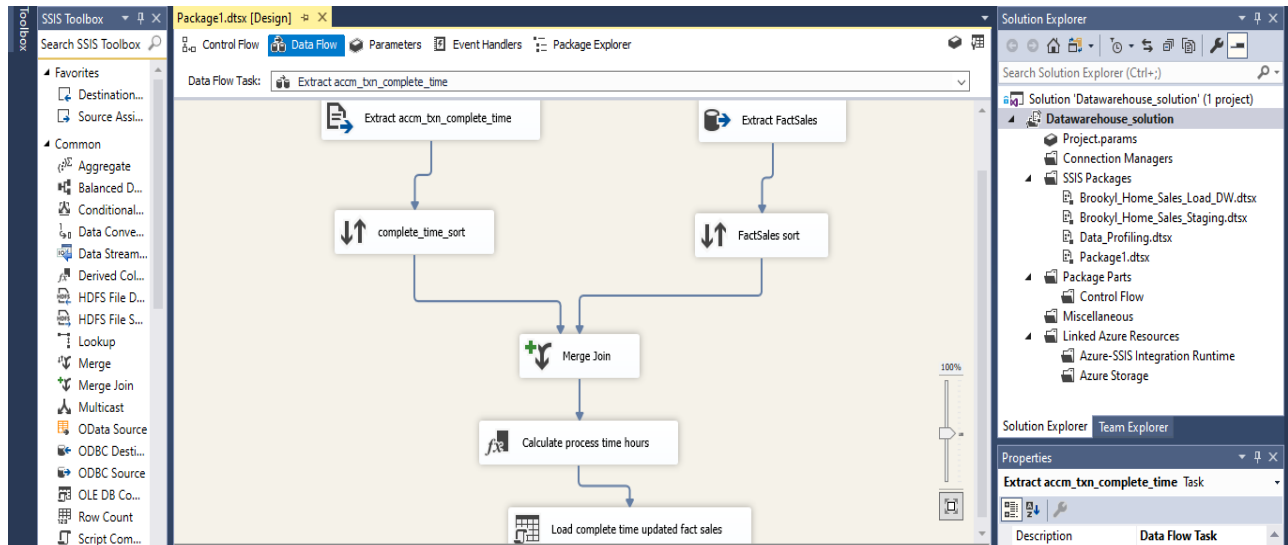 Toolbox
SSIS Toolbox
Search SSIS Toolbox
Favorites
Destination...
Source Assi...
Common
Aggregate
Balanced D...
Conditional...
Data Conve...
Data Stream...
Derived Col...
HDFS File D...
HDFS File S...
Lookup
Merge
Merge Join
Multicast
OData Source
ODBC Desti...
ODBC Source
OLE DB Co...
Row Count
Script Com...
Package1.dtsx [Design]
Control Flow
Data Flow
Parameters
Event Handlers
Package Explorer
Data Flow Task:
Extract accm_txn_complete_time
Extract accm_txn_complete_time
Extract FactSales
complete_time_sort
FactSales sort
Merge Join
Calculate process time hours
Load complete time updated fact sales
100%
Solution Explorer
Search Solution Explorer (Ctrl+;)
Solution 'Datawarehouse_solution' (1 project)
Datawarehouse_solution
Project.params
Connection Managers
SSIS Packages
Brookyl_Home_Sales_Load_DW.dtsx
Brookyl_Home_Sales_Staging.dtsx
Data_Profiling.dtsx
Package1.dtsx
Package Parts
Control Flow
Miscellaneous
Linked Azure Resources
Azure-SSIS Integration Runtime
Azure Storage
Solution Explorer
Team Explorer
Properties
Extract accm_txn_complete_time Task
Description
Data Flow Task